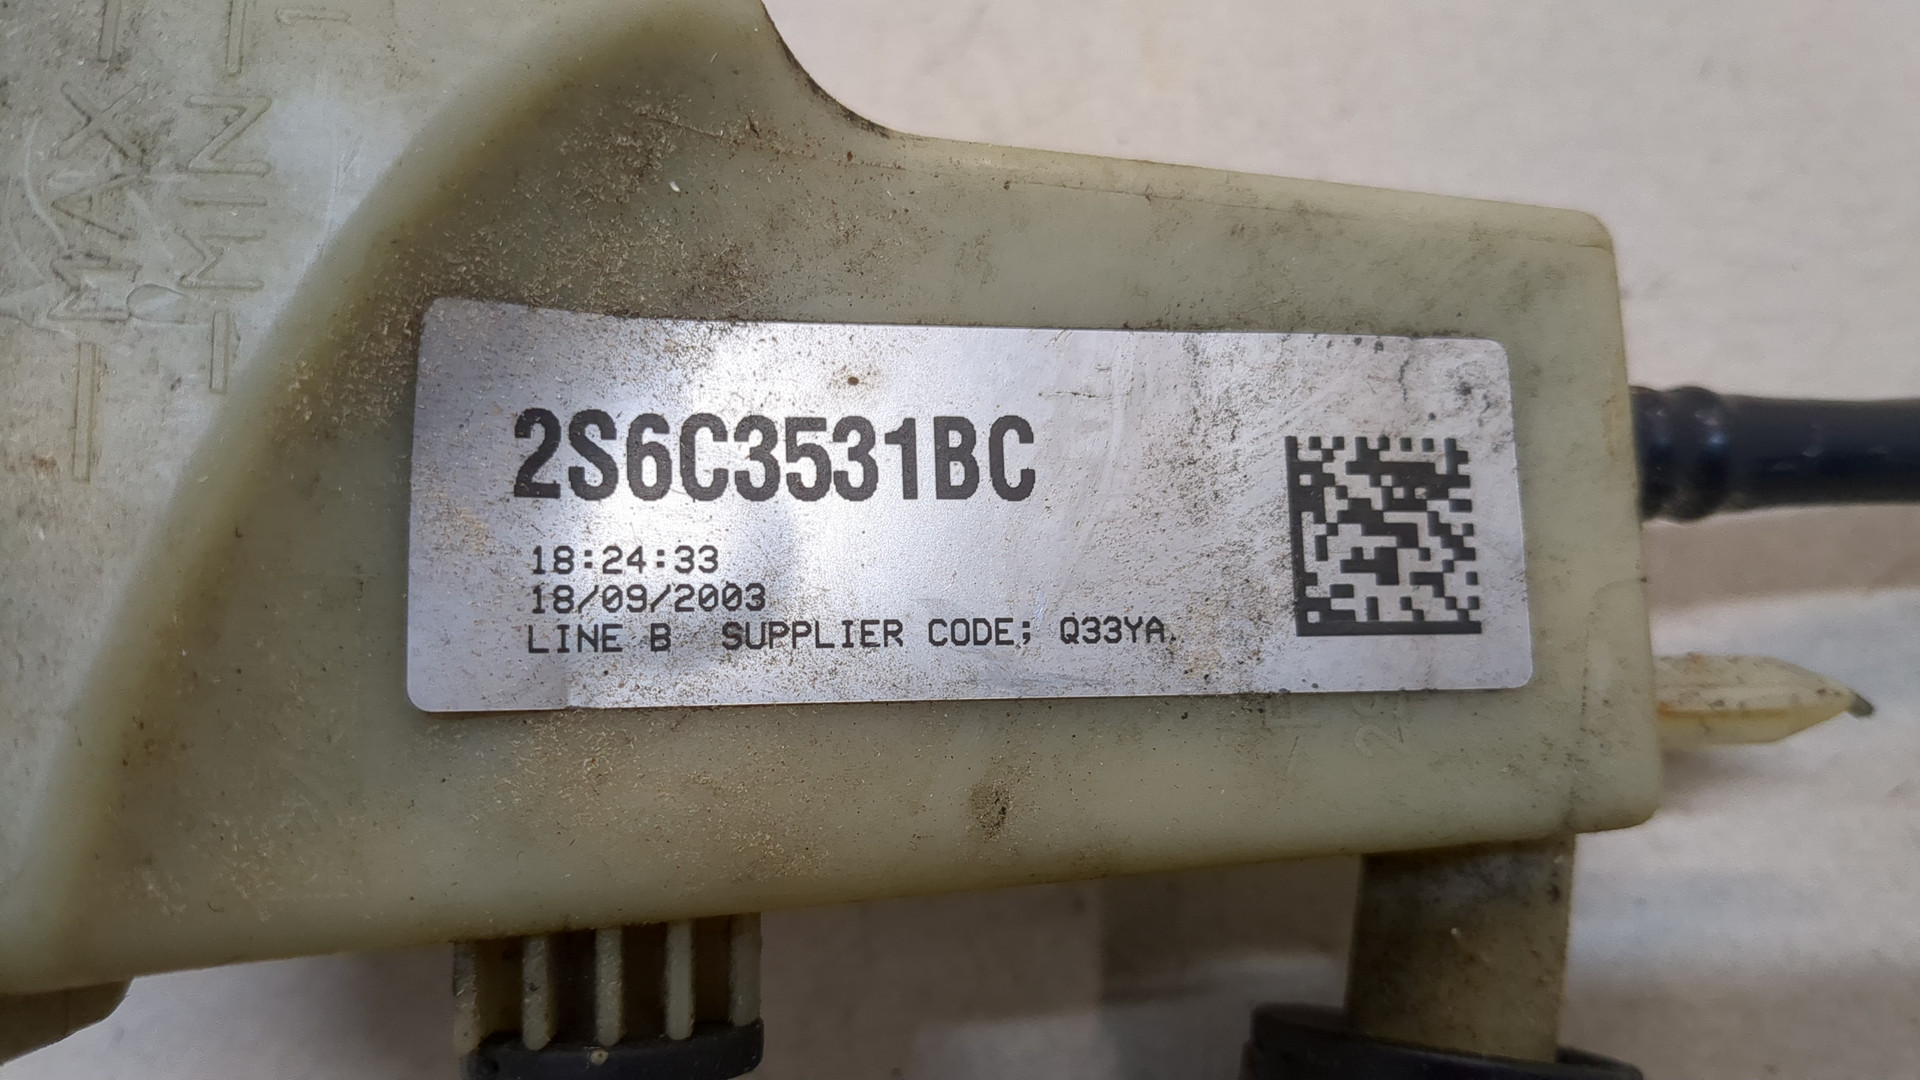 MAX
MIN
2S6C3531BC
18:24:33
18/09/2003
LINE B SUPPLIER CODE; Q33YA.